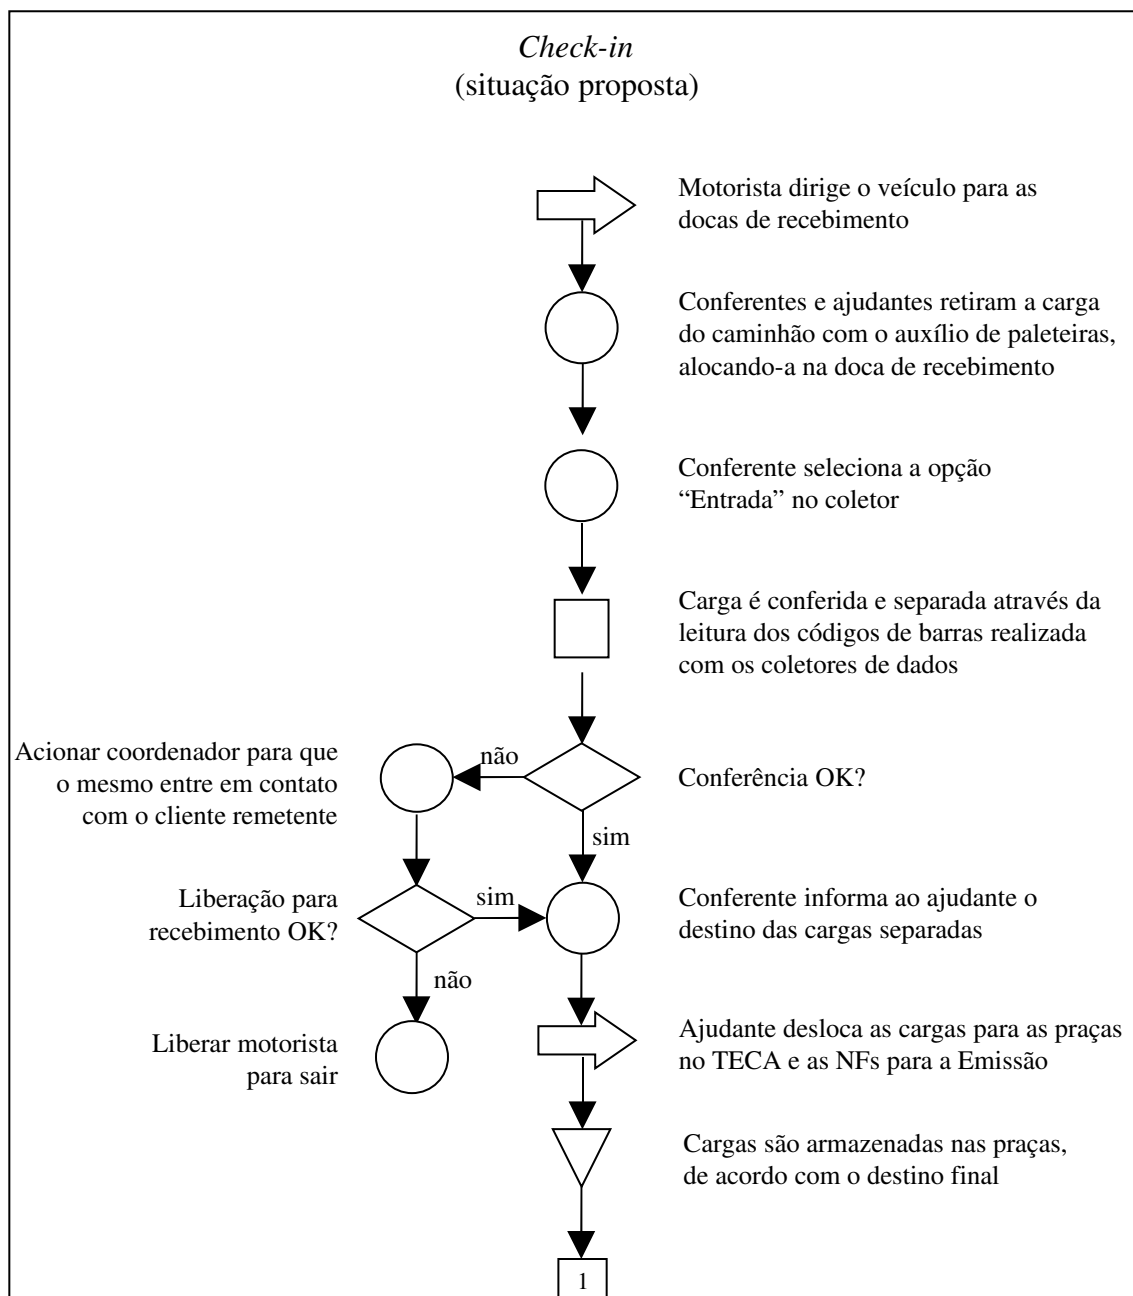 Check-in
(situação proposta)
Motorista dirige o veículo para as
docas de recebimento
Conferentes e ajudantes retiram a carga
do caminhão com o auxílio de paleteiras,
alocando-a na doca de recebimento
Conferente seleciona a opção
“Entrada” no coletor
Carga é conferida e separada através da
leitura dos códigos de barras realizada
com os coletores de dados
Conferência OK?
não
sim
Acionar coordenador para que
o mesmo entre em contato
com o cliente remetente
Liberação para
recebimento OK?
sim
não
Conferente informa ao ajudante o
destino das cargas separadas
Liberar motorista
para sair
Ajudante desloca as cargas para as praças
no TECA e as NFs para a Emissão
Cargas são armazenadas nas praças,
de acordo com o destino final
1